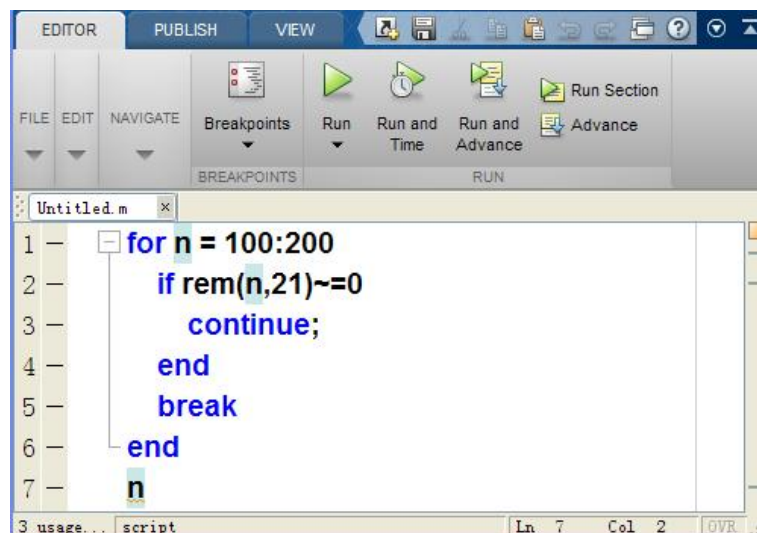 EDITOR PUBLISH VIEW
FILE EDIT NAVIGATE Breakpoints Run Run and Time Run and Advance Run Section
Advance
BREAKPOINTS RUN
Untitled.m ×
1 — for n = 100:200
2 — if rem(n,21)~=0
3 — continue;
4 — end
5 — break
6 — end
7 — n
3 usage... script Ln 7 Col 2 OVR